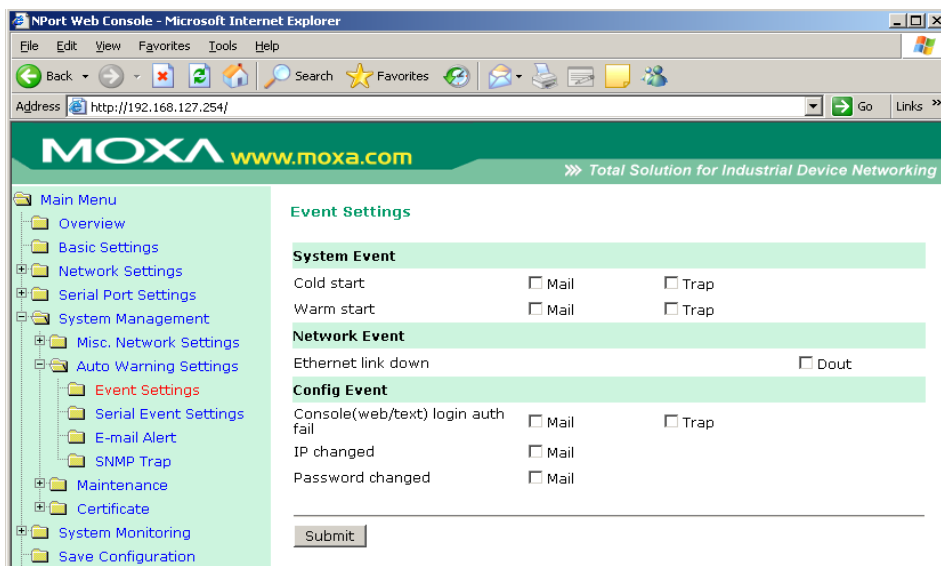 NPort Web Console - Microsoft Internet Explorer
File Edit View Favorites Tools Help
Back Search Favorites
Address http://192.168.127.254/ Go Links »
MOXA www.moxa.com
Total Solution for Industrial Device Networking
Main Menu
Overview
Basic Settings
Network Settings
Serial Port Settings
System Management
Misc. Network Settings
Auto Warning Settings
Event Settings
Serial Event Settings
E-mail Alert
SNMP Trap
Maintenance
Certificate
System Monitoring
Save Configuration
Event Settings
System Event
Cold start Mail Trap
Warm start Mail Trap
Network Event
Ethernet link down Dout
Config Event
Console(web/text) login auth
fail Mail Trap
IP changed Mail
Password changed Mail
Submit